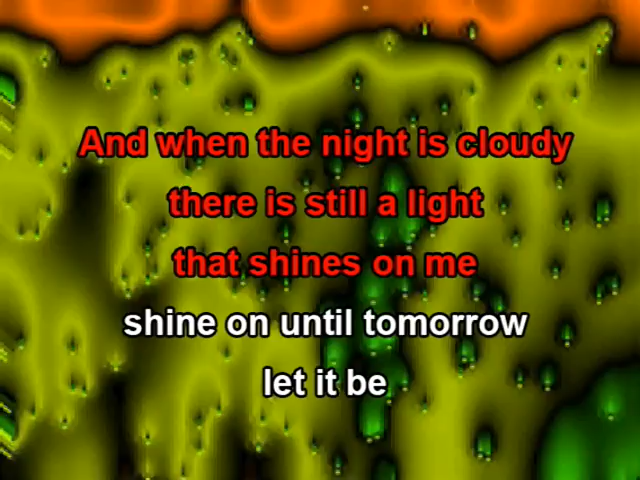 And when the night is cloudy
there is still a light
that shines on me
shine on until tomorrow
let it be